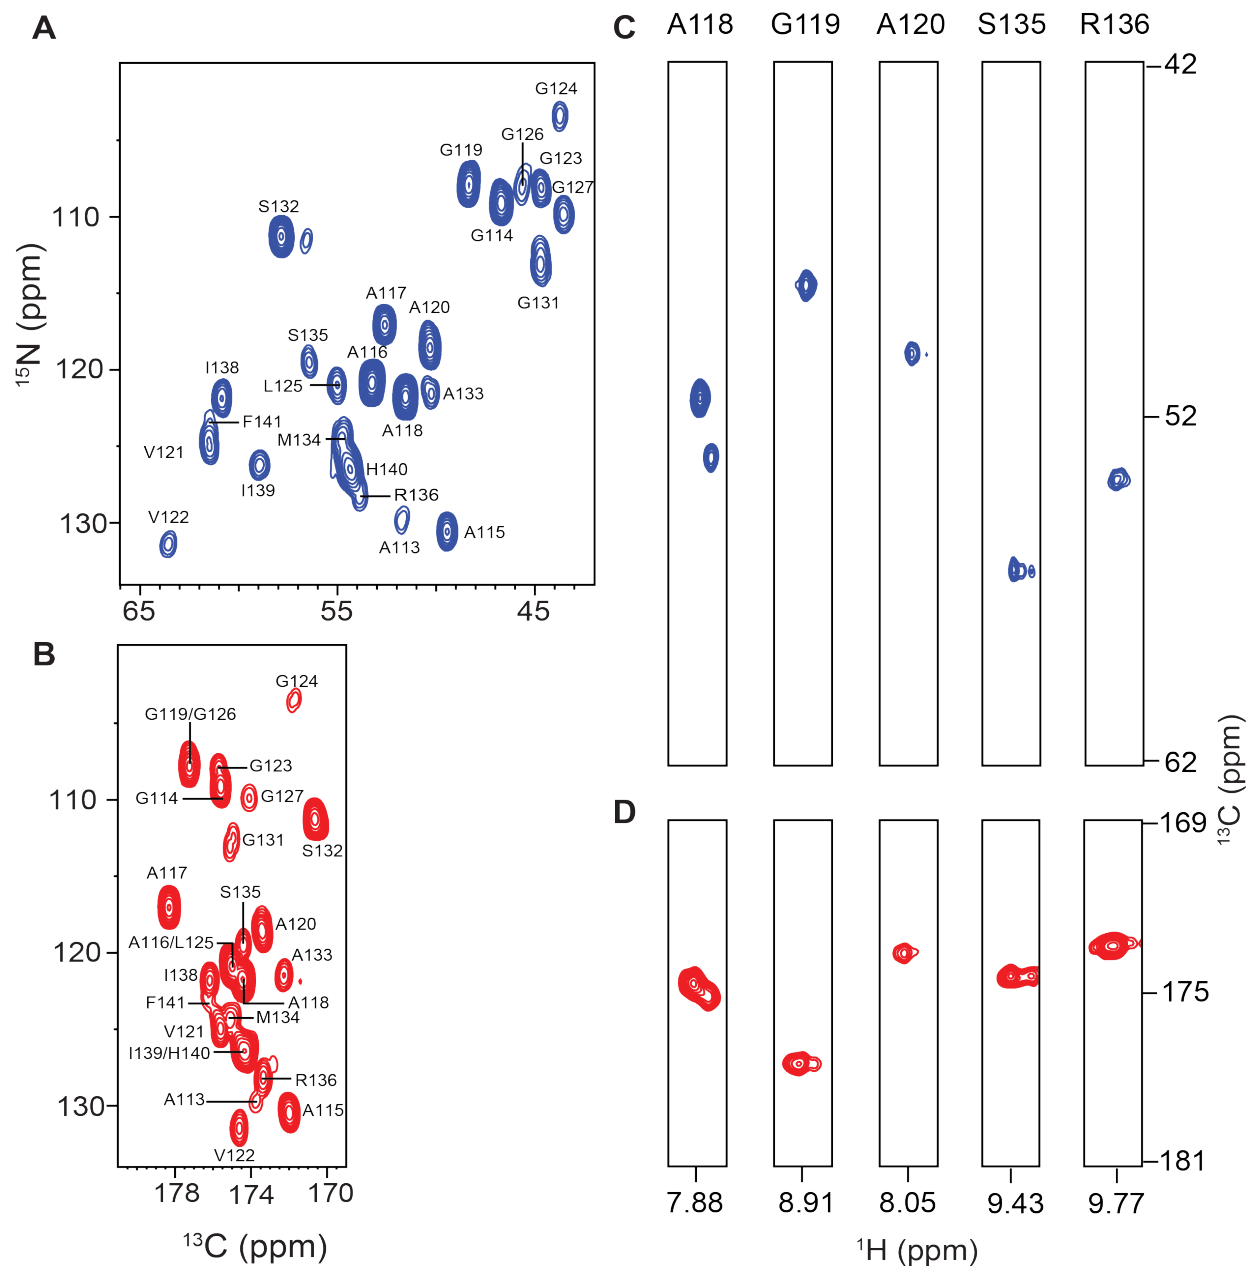 A
G124
G126
G119
G123
G127
S132
G114
110
G131
A117
A120
S135
A116
120
I138
L125
A133
F141
A118
M134
V121
H140
I139
R136
V122
130
A113
A115
15N (ppm)
65
55
45
B
G124
G119/G126
G123
G114
G127
110
G131
S132
A117
S135
A120
A116/L125
120
A133
I138
F141
A118
M134
V121
I139/H140
R136
A113
130
A115
V122
178
174
170
13C (ppm)
C
A118 G119 A120 S135 R136
42
52
62
13C (ppm)
D
169
175
181
7.88 8.91 8.05 9.43 9.77
1H (ppm)